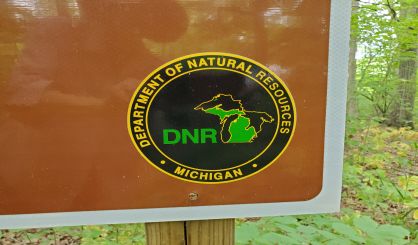 DEPARTMENT OF NATURAL RESOURCES
DNR
• MICHIGAN •